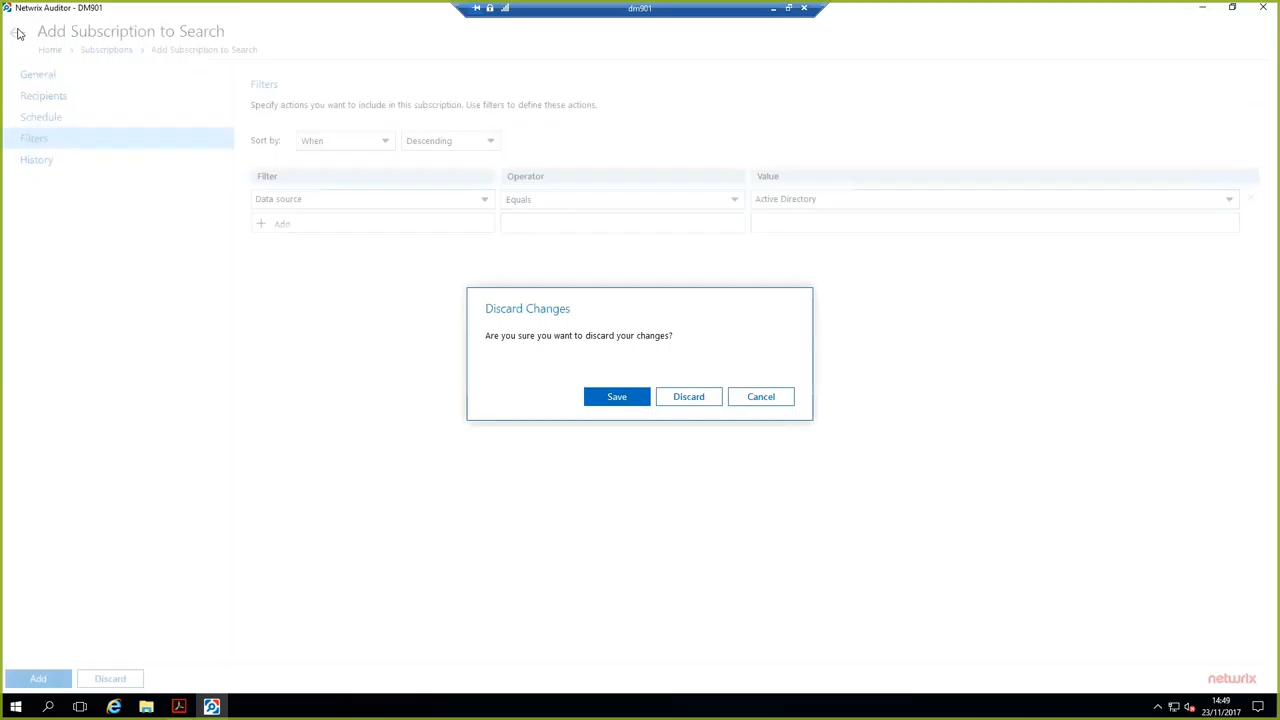 Netwrix Auditor - DM901
dm901
Add Subscription to Search
Home > Subscriptions > Add Subscription to Search
General
Recipients
Schedule
Filters
History
Filters
Specify actions you want to include in this subscription. Use filters to define these actions.
Sort by: When Descending
Filter Operator Value
Data source Equals Active Directory
+ Add
Discard Changes
Are you sure you want to discard your changes?
Save Discard Cancel
Add Discard
netwrix
14:49
23/11/2017